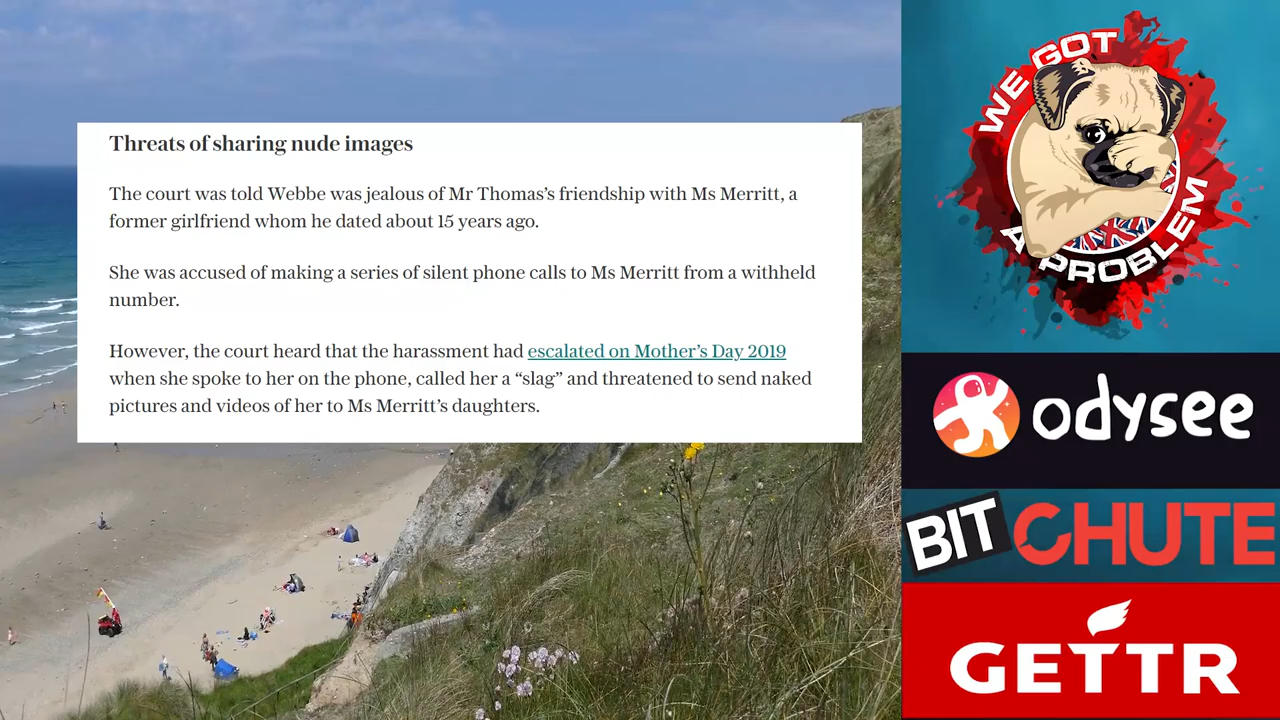 Threats of sharing nude images
The court was told Webbe was jealous of Mr Thomas’s friendship with Ms Merritt, a
former girlfriend whom he dated about 15 years ago.
She was accused of making a series of silent phone calls to Ms Merritt from a withheld
number.
However, the court heard that the harassment had escalated on Mother’s Day 2019
when she spoke to her on the phone, called her a “slag” and threatened to send naked
pictures and videos of her to Ms Merritt’s daughters.
WE GOT
A PROBLEM
odysee
BITCHUTE
GETTR